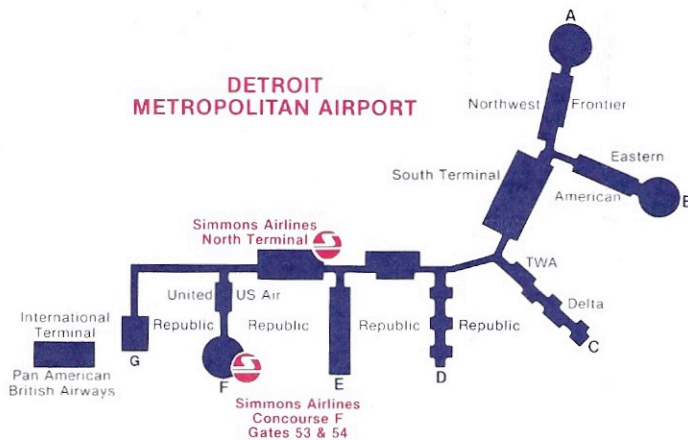 A
DETROIT
METROPOLITAN AIRPORT
Northwest Frontier
Eastern
South Terminal
American
B
Simmons Airlines
North Terminal
TWA
United US Air
Delta
International
Terminal
Republic Republic Republic Republic
G
C
Pan American
British Airways
F
E
D
Simmons Airlines
Concourse F
Gates 53 & 54